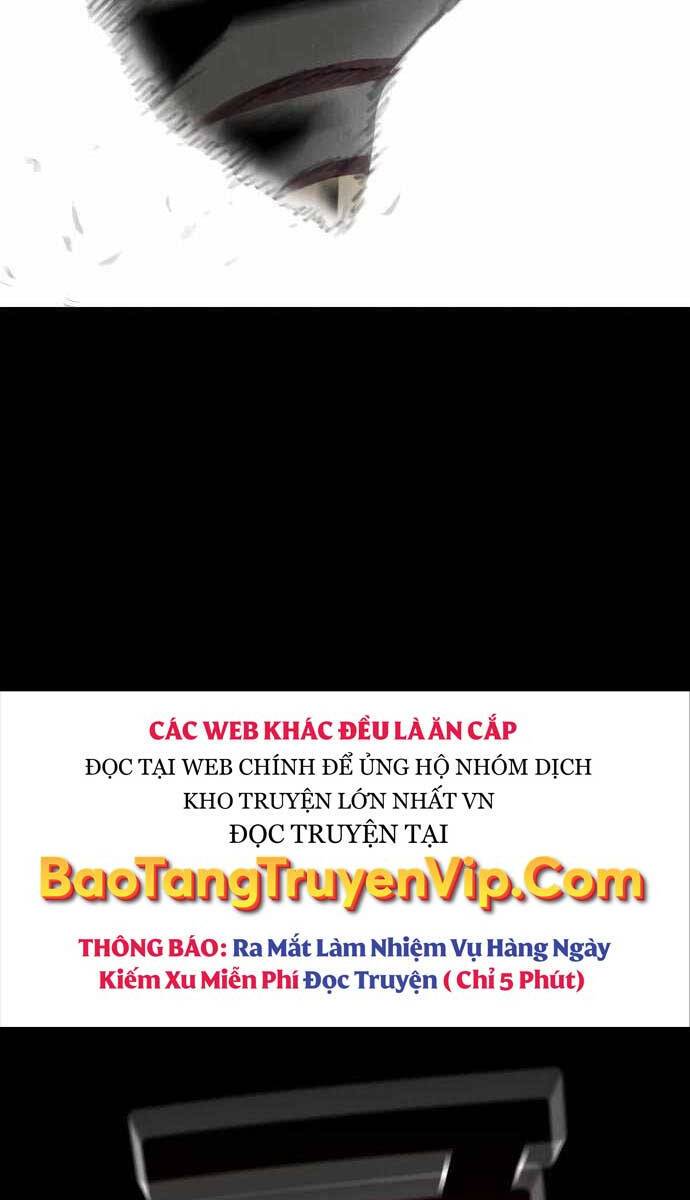 CÁC WEB KHÁC ĐỀU LÀ ĂN CẮP
ĐỌC TẠI WEB CHÍNH ĐỂ ỦNG HỘ NHÓM DỊCH
KHO TRUYỆN LỚN NHẤT VN
ĐỌC TRUYỆN TẠI
BaoTangTruyenVip.Com
THÔNG BÁO: Ra Mắt Làm Nhiệm Vụ Hàng Ngày
Kiếm Xu Miễn Phí Đọc Truyện ( Chỉ 5 Phút)